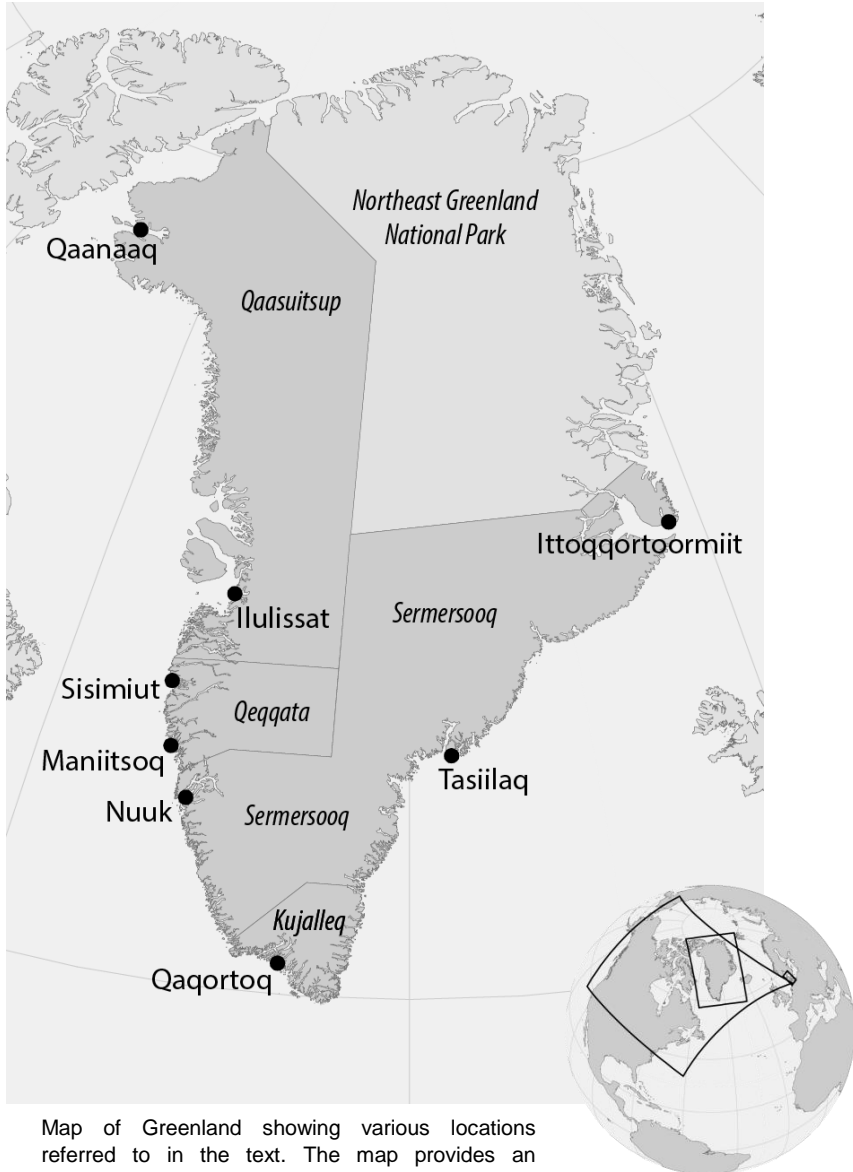 Northeast Greenland
National Park
Qaanaaq
Qaasuitsup
Ittoqqortoormiit
Ilulissat
Sermersooq
Sisimiut
Qeqqata
Maniitsoq
Tasiilaq
Nuuk
Sermersooq
Kujalleq
Qaqortoq
Map of Greenland showing various locations
referred to in the text. The map provides an